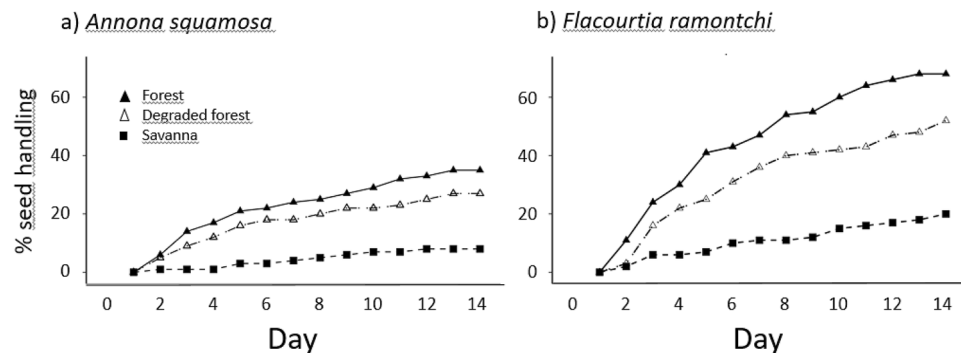 a) Annona squamosa
b) Flacourtia ramontchi
% seed handling
60
40
20
0
Forest
Degraded forest
Savanna
0 2 4 6 8 10 12 14
Day
60
40
20
0
0 2 4 6 8 10 12 14
Day